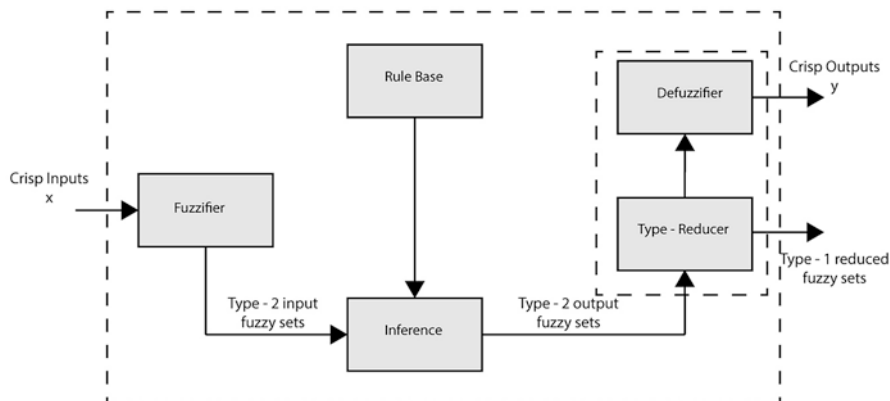 Rule Base
Defuzzifier
Crisp Outputs
y
Crisp Inputs
x
Fuzzifier
Type - Reducer
Type - 1 reduced
fuzzy sets
Type - 2 input
fuzzy sets
Inference
Type - 2 output
fuzzy sets